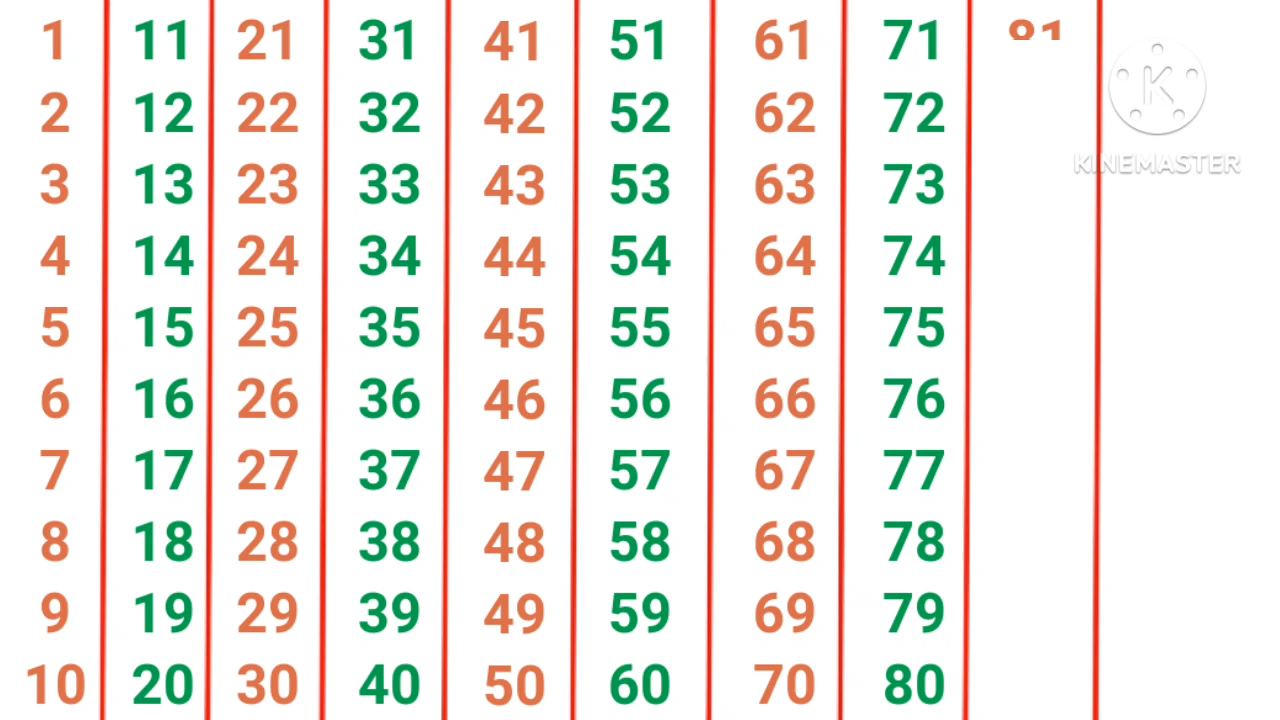 1 11 21 31 41 51 61 71 81
2 12 22 32 42 52 62 72
3 13 23 33 43 53 63 73
4 14 24 34 44 54 64 74
5 15 25 35 45 55 65 75
6 16 26 36 46 56 66 76
7 17 27 37 47 57 67 77
8 18 28 38 48 58 68 78
9 19 29 39 49 59 69 79
10 20 30 40 50 60 70 80
K
KINEMASTER